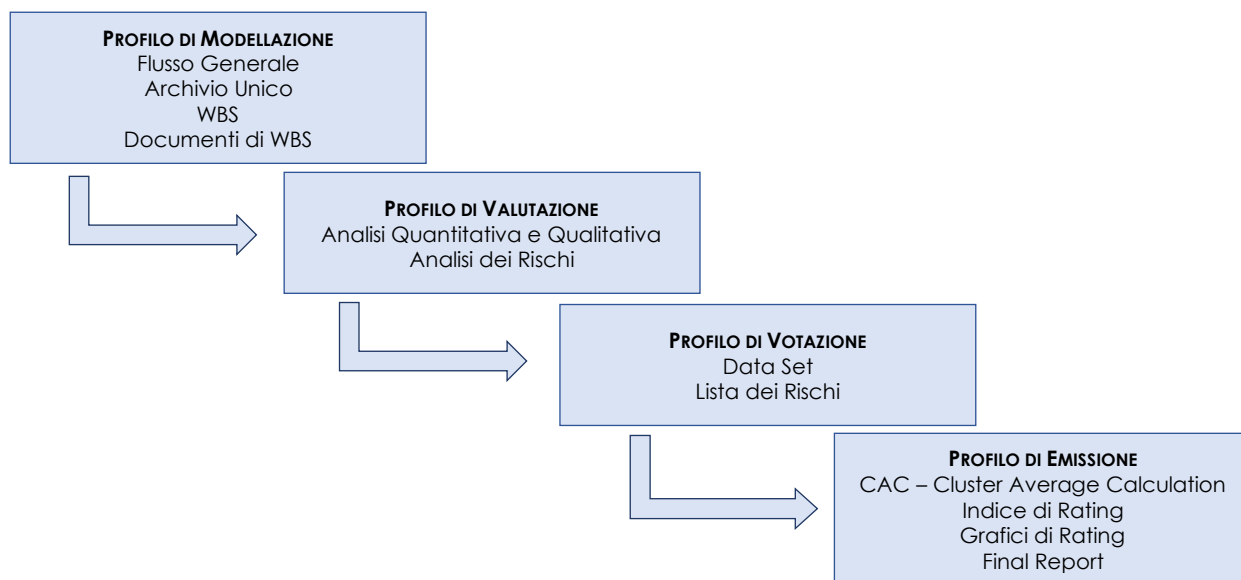 PROFILO DI MODELLAZIONE
Flusso Generale
Archivio Unico
WBS
Documenti di WBS
PROFILO DI VALUTAZIONE
Analisi Quantitativa e Qualitativa
Analisi dei Rischi
PROFILO DI VOTAZIONE
Data Set
Lista dei Rischi
PROFILO DI EMISSIONE
CAC – Cluster Average Calculation
Indice di Rating
Grafici di Rating
Final Report